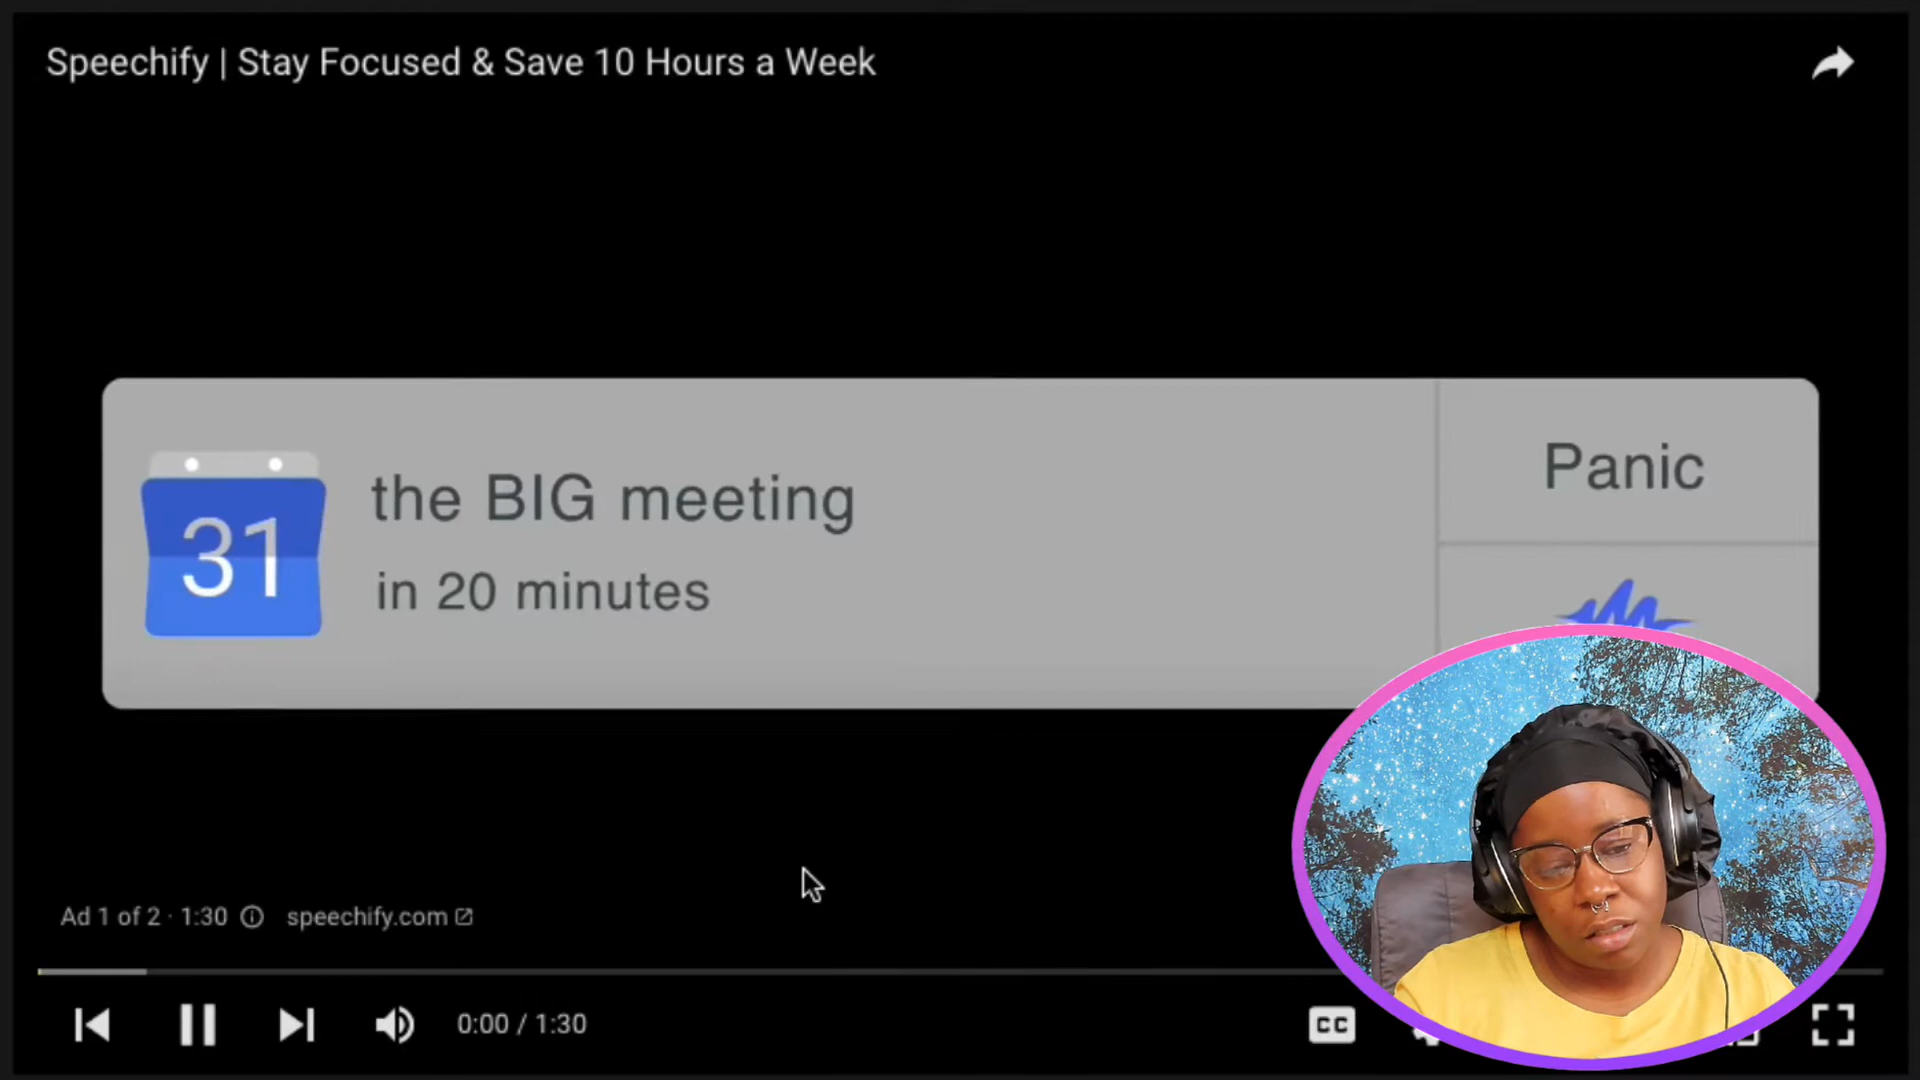 Speechify | Stay Focused & Save 10 Hours a Week
31
the BIG meeting
in 20 minutes
Panic
Ad 1 of 2 · 1:30
speechify.com
0:00 / 1:30
CC